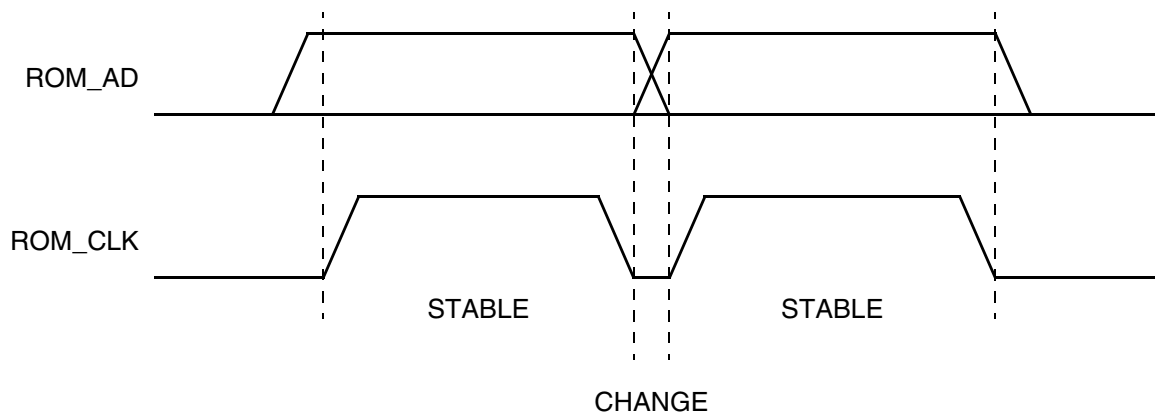 ROM_AD
ROM_CLK
STABLE
STABLE
CHANGE